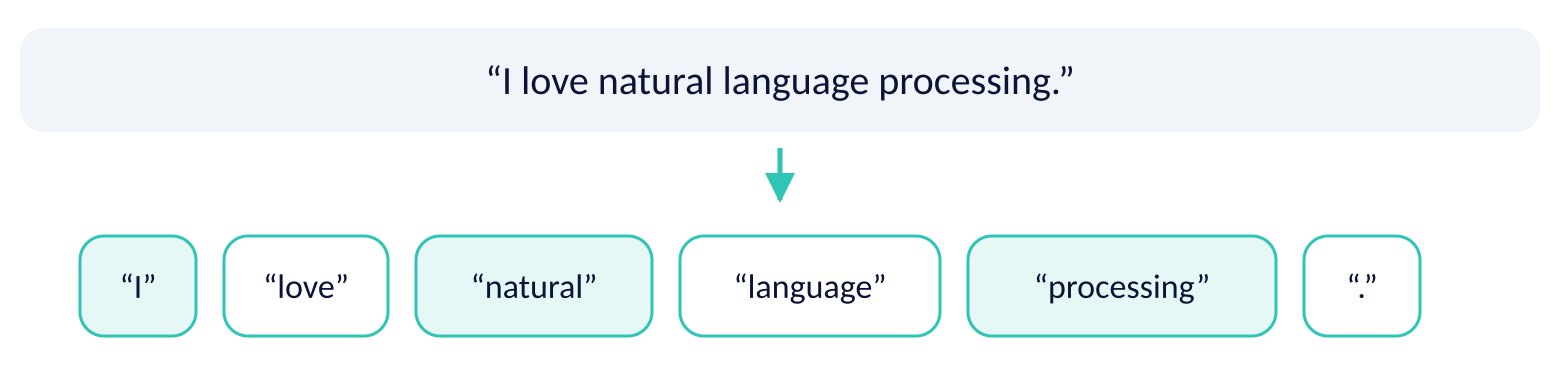 “I love natural language processing.”
“I” “love” “natural” “language” “processing” “.”